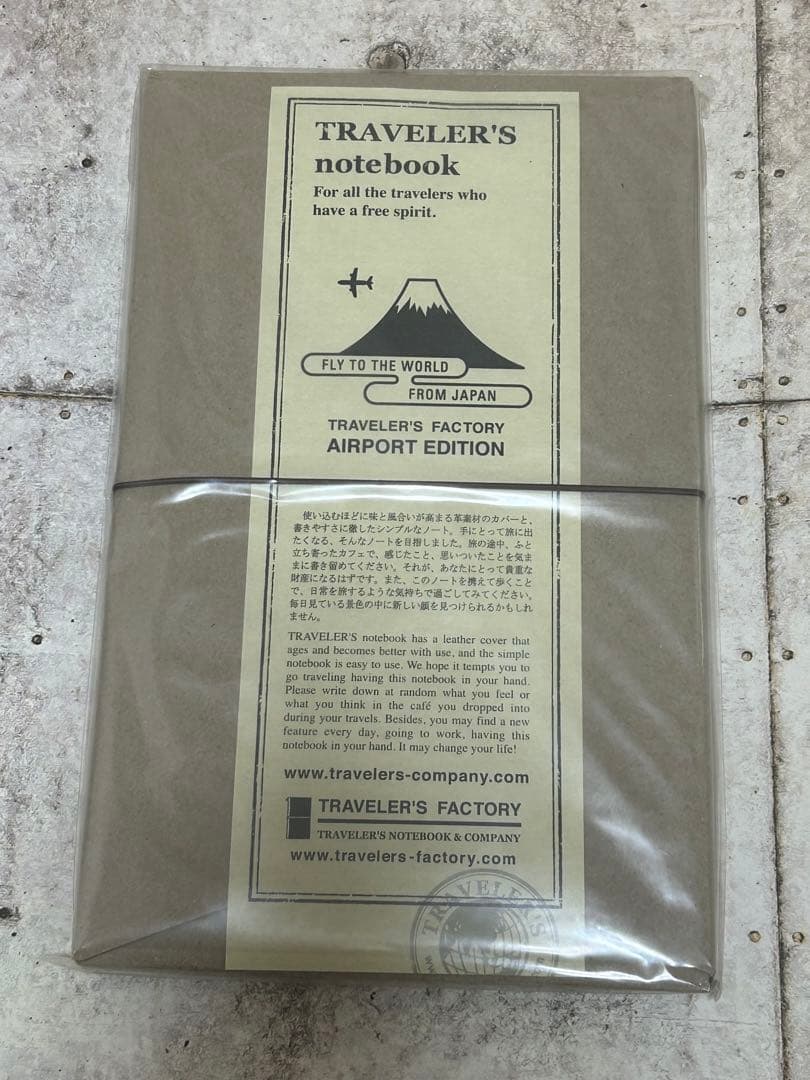 TRAVELER'S
notebook
For all the travelers who
have a free spirit.
FLY TO THE WORLD
FROM JAPAN
TRAVELER'S FACTORY
AIRPORT EDITION
使い込むほどに味と風合いが高まる革素材のカバーと、
書きやすさに徹したシンプルなノート。手にとって旅に出
たくなる、そんなノートを目指しました。旅の途中、ふと
立ち寄ったカフェで、感じたこと、思いついたことを気ま
まに書き留めてください。それが、あなたにとって貴重な
財産になるはずです。また、このノートを携えて歩くこと
で、日常を旅するような気持ちで過ごしてみてください。
毎日見ている景色の中に新しい顔を見つけられるかもしれ
ません。
TRAVELER'S notebook has a leather cover that
ages and becomes better with use, and the simple
notebook is easy to use. We hope it tempts you to
go traveling having this notebook in your hand.
Please write down at random what you feel or
what you think in the café you dropped into
during your travels. Besides, you may find a new
feature every day, going to work, having this
notebook in your hand. It may change your life!
www.travelers-company.com
TRAVELER'S FACTORY
TRAVELER'S NOTEBOOK & COMPANY
www.travelers-factory.com
TRAVELER'S